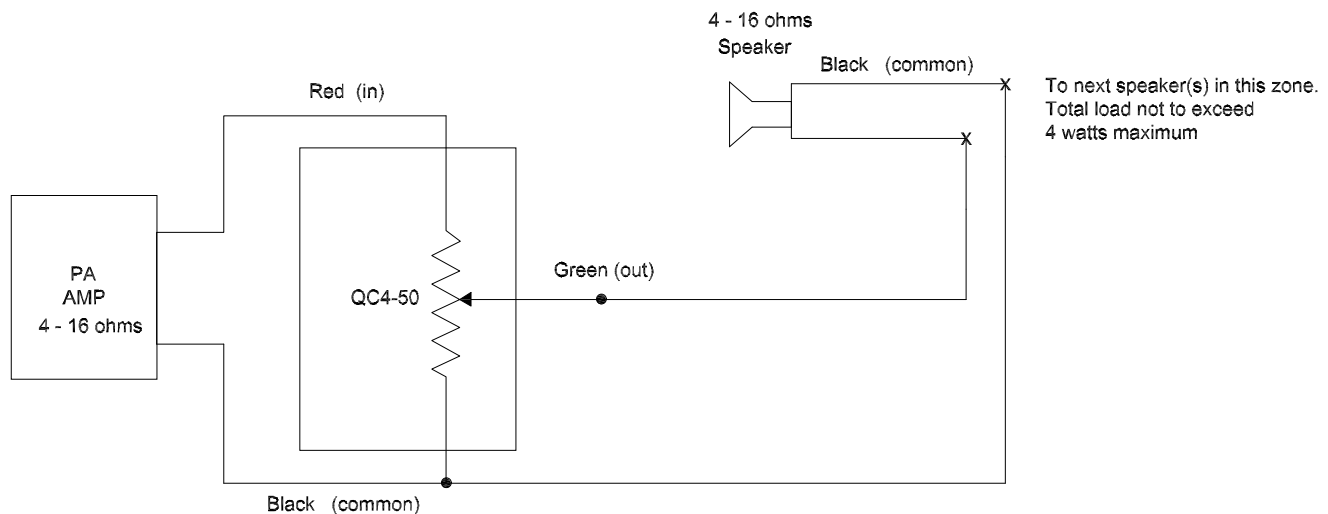 4 - 16 ohms
Speaker
Black (common)
To next speaker(s) in this zone.
Total load not to exceed
4 watts maximum
Red (in)
PA
AMP
4 - 16 ohms
QC4-50
Green (out)
Black (common)